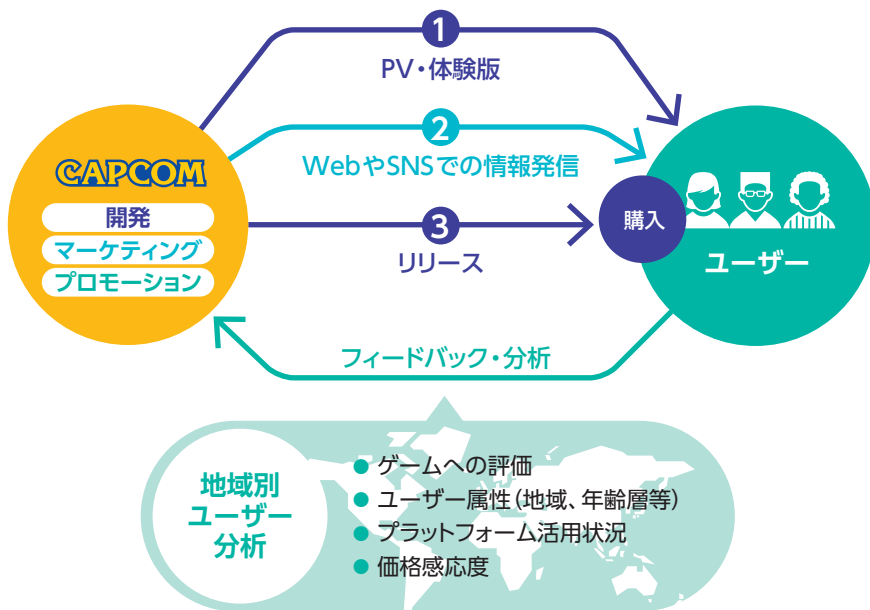 1
PV・体験版
2
WebやSNSでの情報発信
CAPCOM
開発
マーケティング
プロモーション
3
リリース
購入
ユーザー
フィードバック・分析
地域別
ユーザー
分析
● ゲームへの評価
● ユーザー属性（地域、年齢層等）
● プラットフォーム活用状況
● 価格感応度